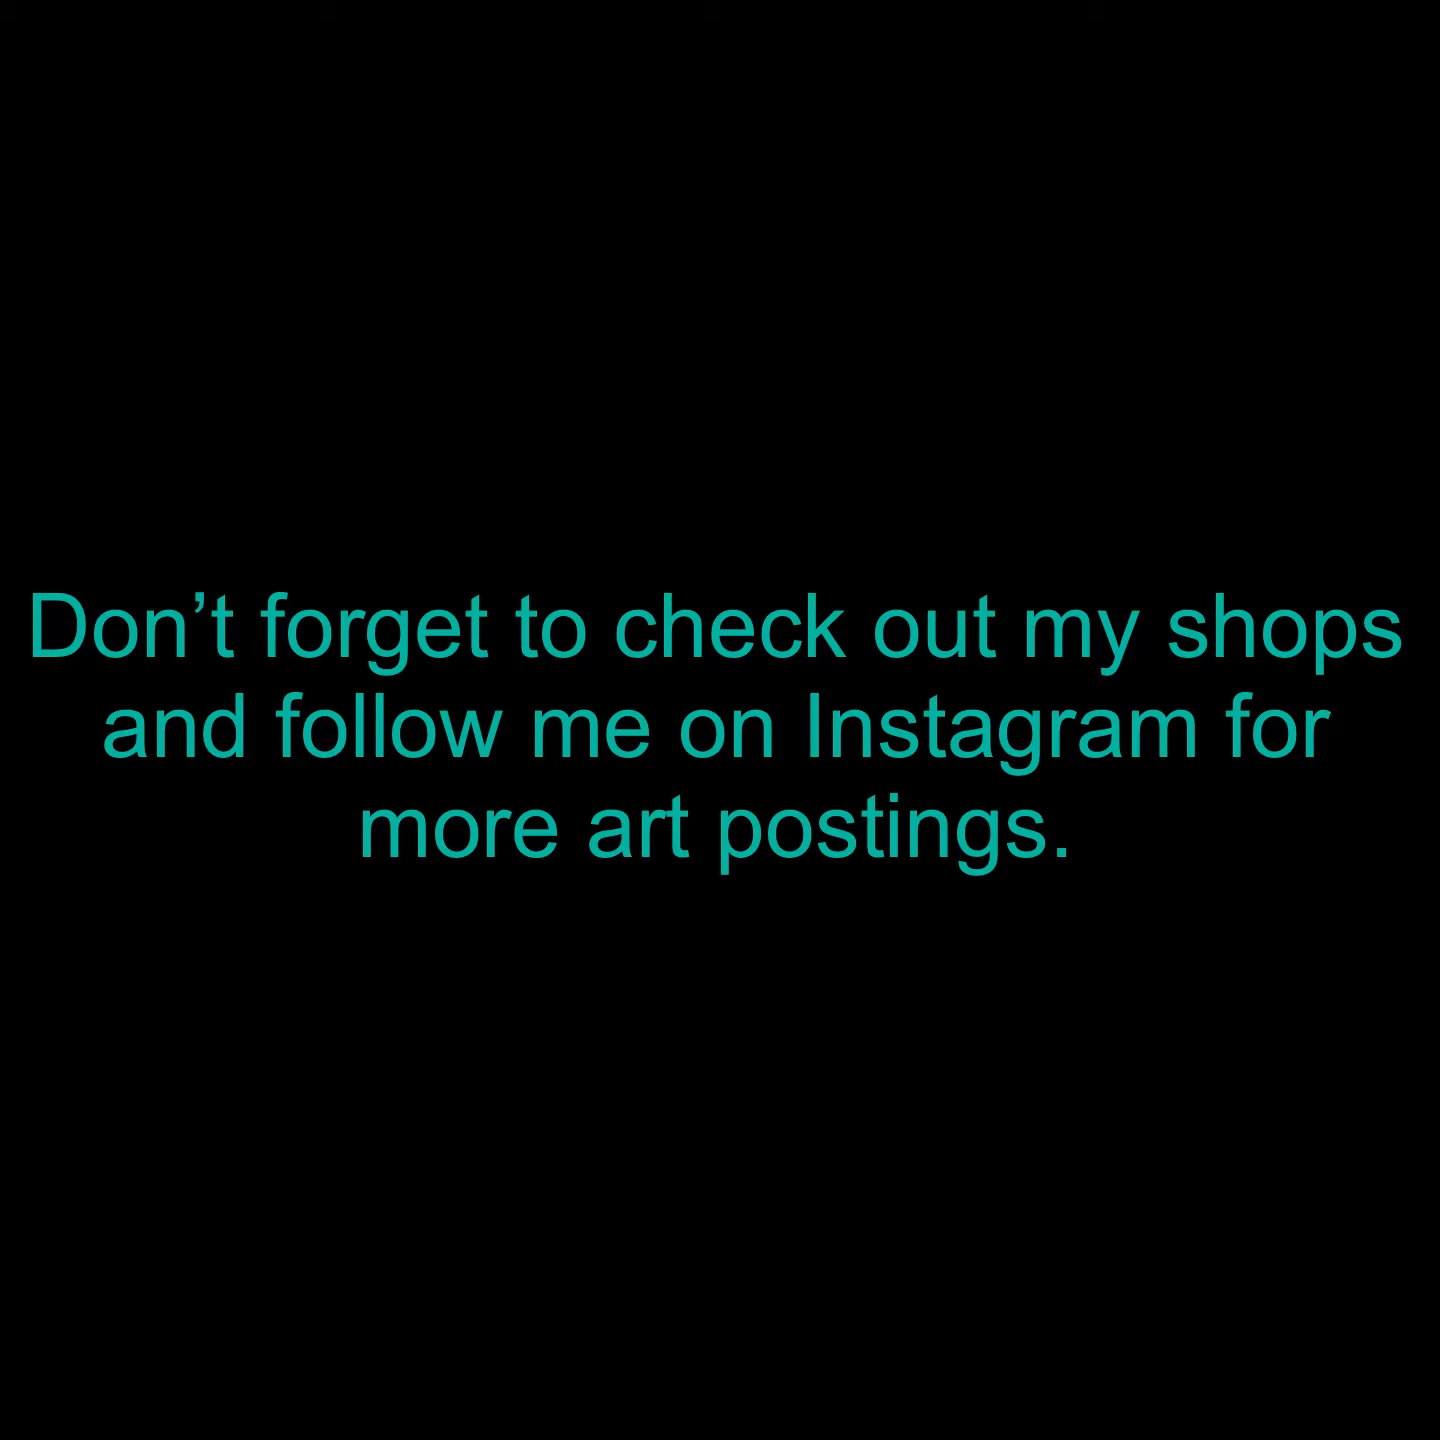 Don’t forget to check out my shops
and follow me on Instagram for
more art postings.